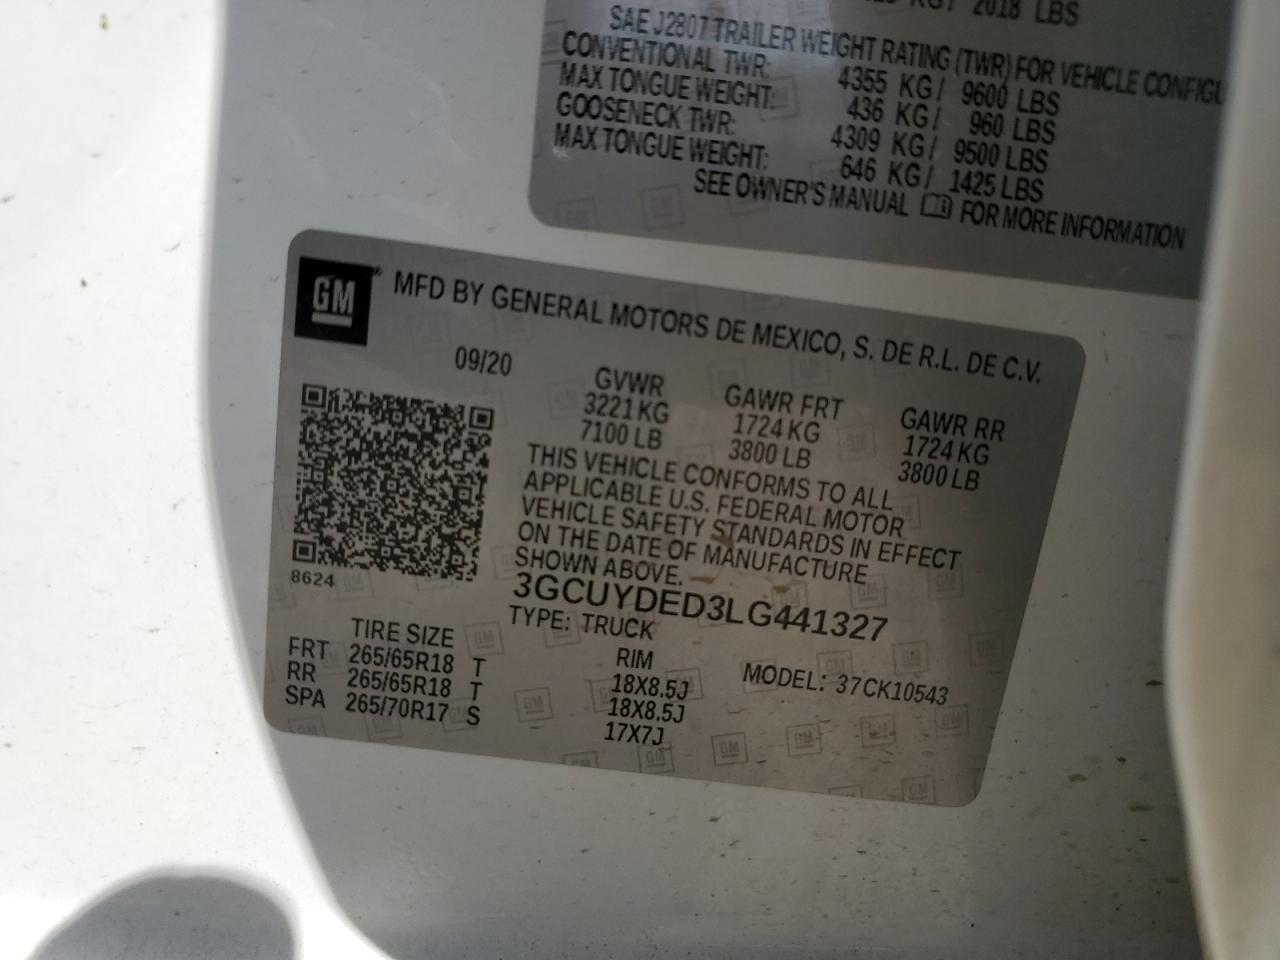 2018 LBS
SAE J2807 TRAILER WEIGHT RATING (TWR) FOR VEHICLE
CONVENTIONAL TWR: 4355 KG/ 9600 LBS
MAX TONGUE WEIGHT: 436 KG/ 960 LBS
GOOSENECK TWR: 4309 KG/ 9500 LBS
MAX TONGUE WEIGHT: 646 KG/ 1425 LBS
SEE OWNER'S MANUAL FOR MORE INFORMATION
GM® MFD BY GENERAL MOTORS DE MEXICO, S. DE R.L. DE C.V.
09/20 GVWR GAWR FRT GAWR RR
3221 KG 1724 KG 1724 KG
7100 LB 3800 LB 3800 LB
THIS VEHICLE CONFORMS TO ALL
APPLICABLE U.S. FEDERAL MOTOR
VEHICLE SAFETY STANDARDS IN EFFECT
ON THE DATE OF MANUFACTURE
SHOWN ABOVE.
8624 3GCUYDED3LG441327
TYPE: TRUCK
TIRE SIZE RIM MODEL: 37CK10543
FRT 265/65R18 T 18X8.5J
RR 265/65R18 T 18X8.5J
SPA 265/70R17 S 17X7J